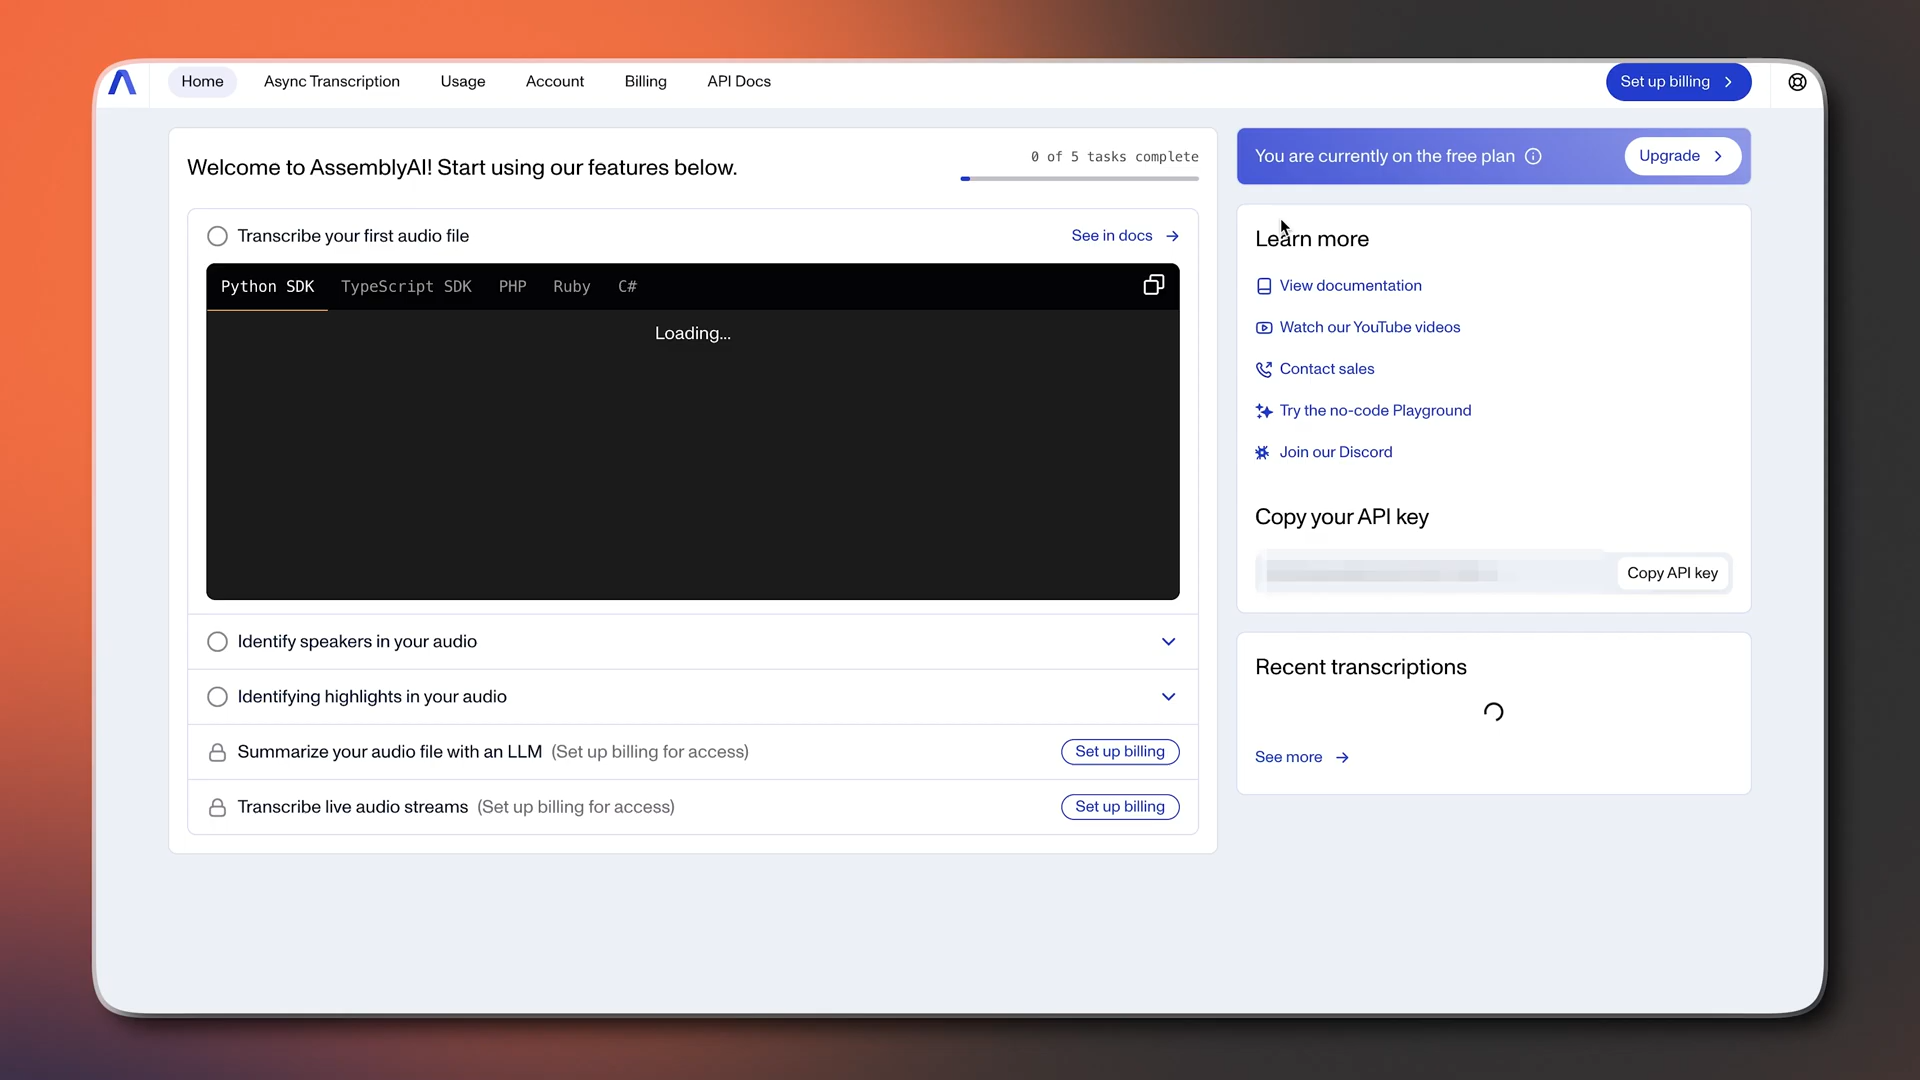 Home
Async Transcription
Usage
Account
Billing
API Docs
Set up billing
Welcome to AssemblyAI! Start using our features below.
0 of 5 tasks complete
Transcribe your first audio file
See in docs
Python SDK
TypeScript SDK
PHP
Ruby
C#
Loading...
Identify speakers in your audio
Identifying highlights in your audio
Summarize your audio file with an LLM (Set up billing for access)
Set up billing
Transcribe live audio streams (Set up billing for access)
Set up billing
You are currently on the free plan
Upgrade
Learn more
View documentation
Watch our YouTube videos
Contact sales
Try the no-code Playground
Join our Discord
Copy your API key
Copy API key
Recent transcriptions
See more